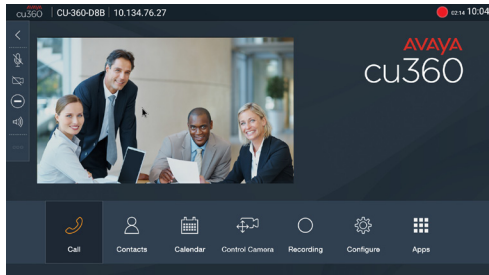 AVAYA
cu360
CU-360-D8B
10.134.76.27
02:14 10:04
AVAYA
cu360
Call
Contacts
Calendar
Control Camera
Recording
Configure
Apps